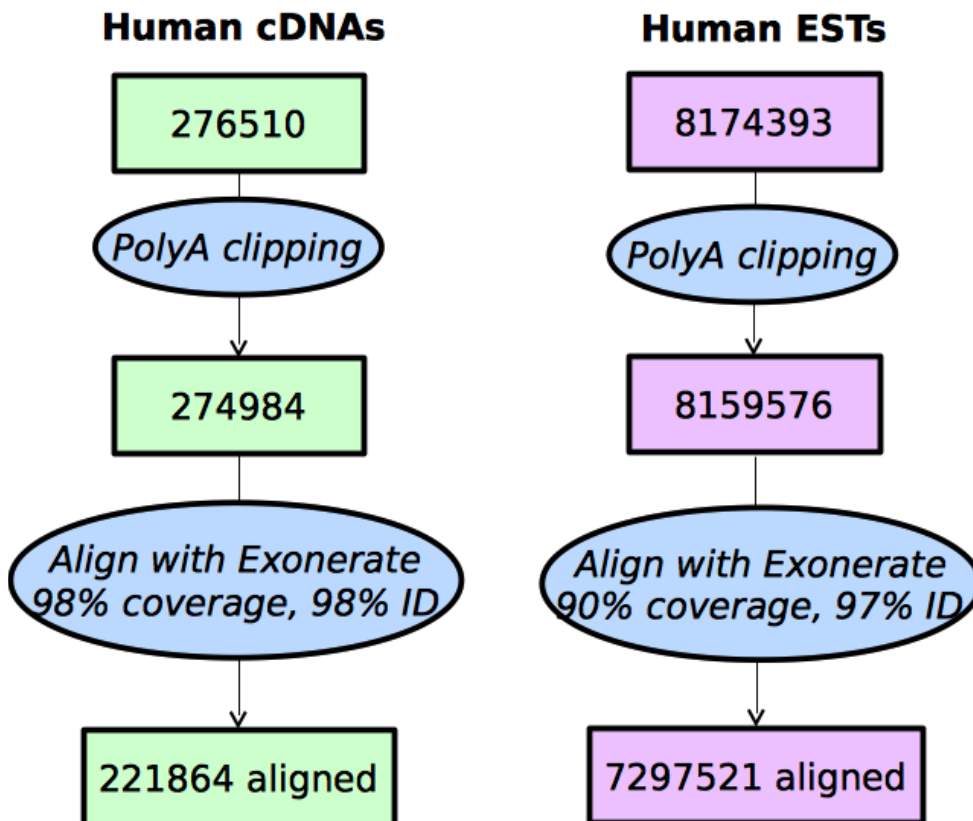 Human cDNAs
276510
PolyA clipping
274984
Align with Exonerate
98% coverage, 98% ID
221864 aligned
Human ESTs
8174393
PolyA clipping
8159576
Align with Exonerate
90% coverage, 97% ID
7297521 aligned